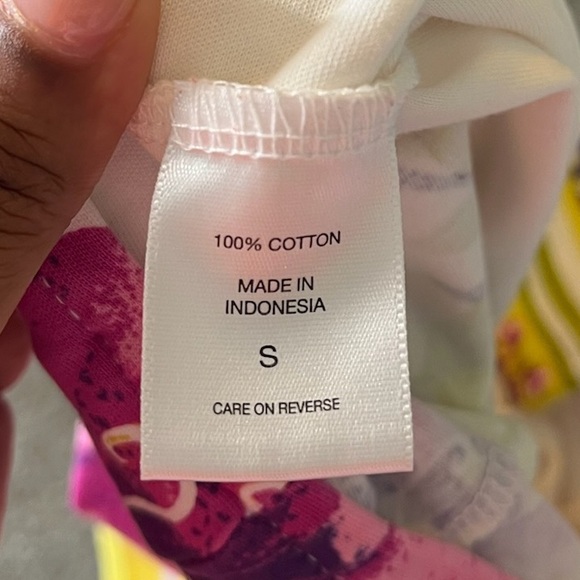 100% COTTON
MADE IN
INDONESIA
S
CARE ON REVERSE